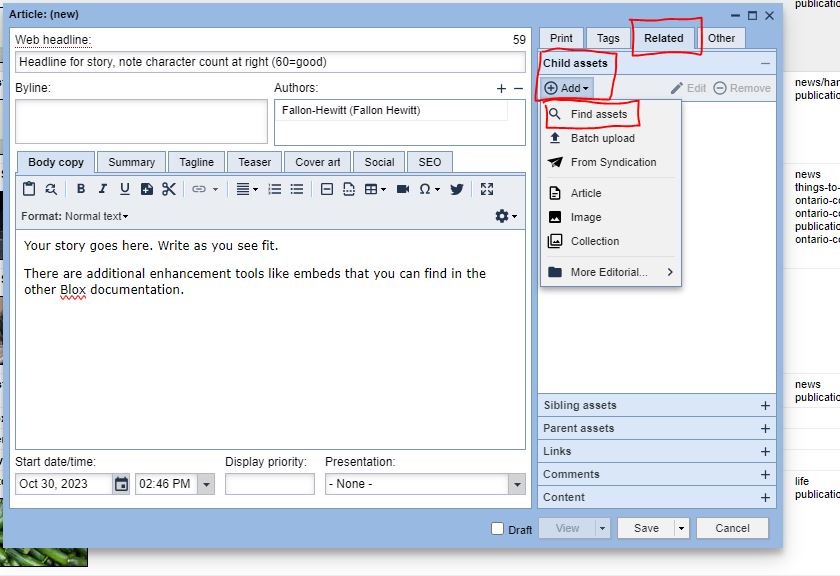 Article: (new)
Web headline: 59
Headline for story, note character count at right (60=good)
Byline:
Authors:
Fallon-Hewitt (Fallon Hewitt)
Body copy Summary Tagline Teaser Cover art Social SEO
B I U
Format: Normal text
Your story goes here. Write as you see fit.
There are additional enhancement tools like embeds that you can find in the
other Blox documentation.
Start date/time: Display priority: Presentation:
Oct 30, 2023 02:46 PM - None -
Print Tags Related Other
Child assets
Add Edit Remove
Find assets
Batch upload
From Syndication
Article
Image
Collection
More Editorial...
Sibling assets
Parent assets
Links
Comments
Content
Draft View Save Cancel
news/har
publicatio
news
things-to-
ontario-co
ontario-co
publicatio
ontario-co
news
publicatio
life
publicatio